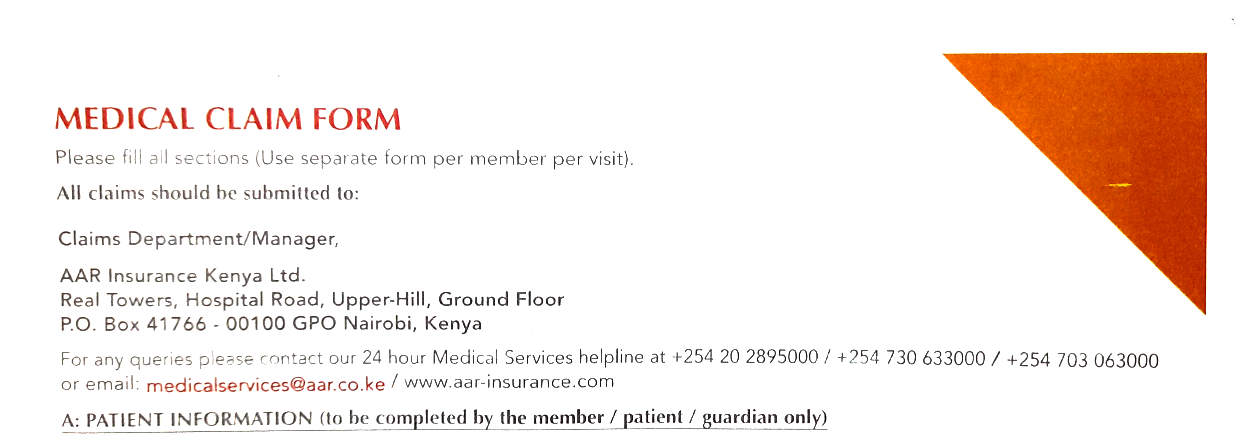 MEDICAL CLAIM FORM
Please fill all sections (Use separate form per member per visit).
All claims should be submitted to:
Claims Department/Manager,
AAR Insurance Kenya Ltd.
Real Towers, Hospital Road, Upper-Hill, Ground Floor
P.O. Box 41766 - 00100 GPO Nairobi, Kenya
For any queries please contact our 24 hour Medical Services helpline at +254 20 2895000 / +254 730 633000 / +254 703 063000
or email: medicalservices@aar.co.ke / www.aar-insurance.com
A: PATIENT INFORMATION (to be completed by the member / patient / guardian only)